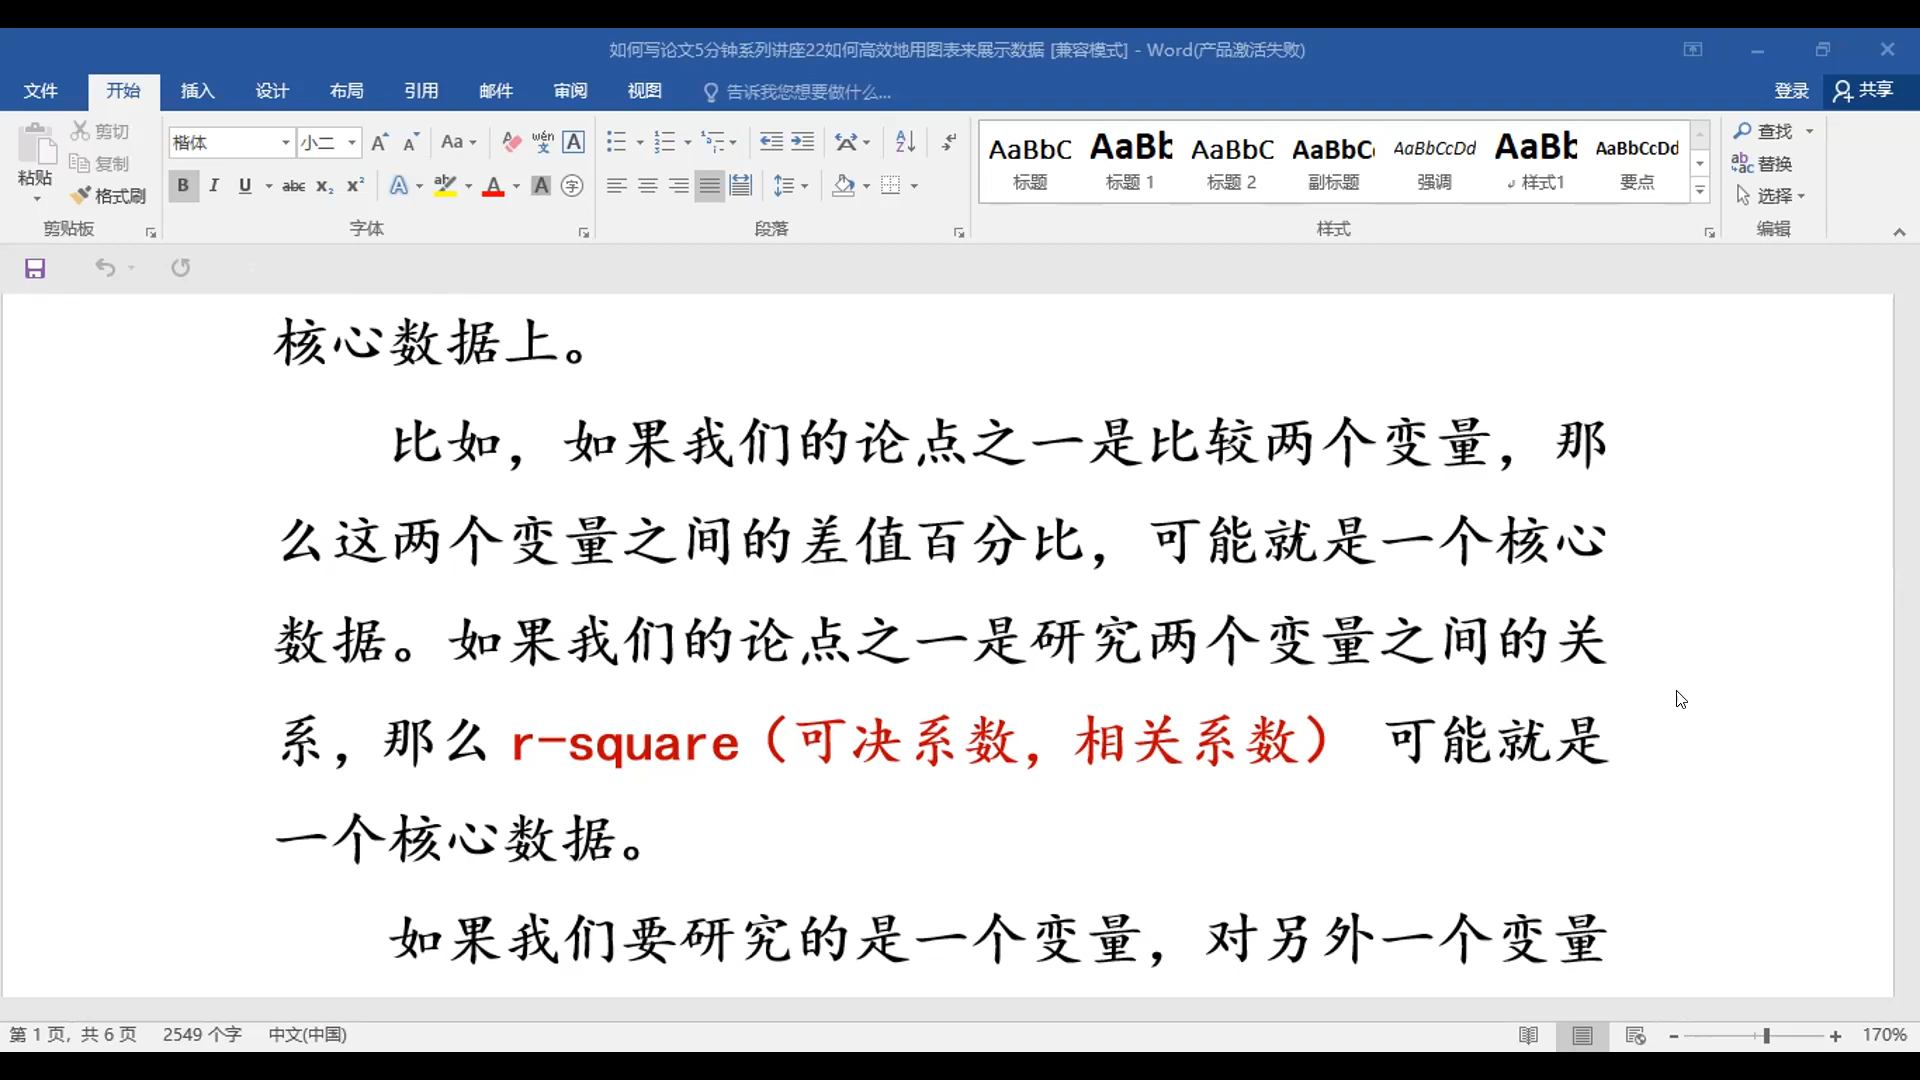 如何写论文5分钟系列讲座22如何高效地用图表来展示数据 [兼容模式] - Word(产品激活失败)
文件 开始 插入 设计 布局 引用 邮件 审阅 视图 告诉我您想要做什么... 登录 共享
粘贴 剪切 复制 格式刷 剪贴板
楷体 小二 字体
段落
AaBbC 标题
AaBb 标题 1
AaBbC 标题 2
AaBbC 副标题
AaBbCcDd 强调
AaBb 样式1
AaBbCcDd 要点
样式
查找
替换
选择
编辑
核心数据上。
比如，如果我们的论点之一是比较两个变量，那
么这两个变量之间的差值百分比，可能就是一个核心
数据。如果我们的论点之一是研究两个变量之间的关
系，那么 r-square（可决系数，相关系数） 可能就是
一个核心数据。
如果我们要研究的是一个变量，对另外一个变量
第 1 页，共 6 页 2549 个字 中文(中国) 170%